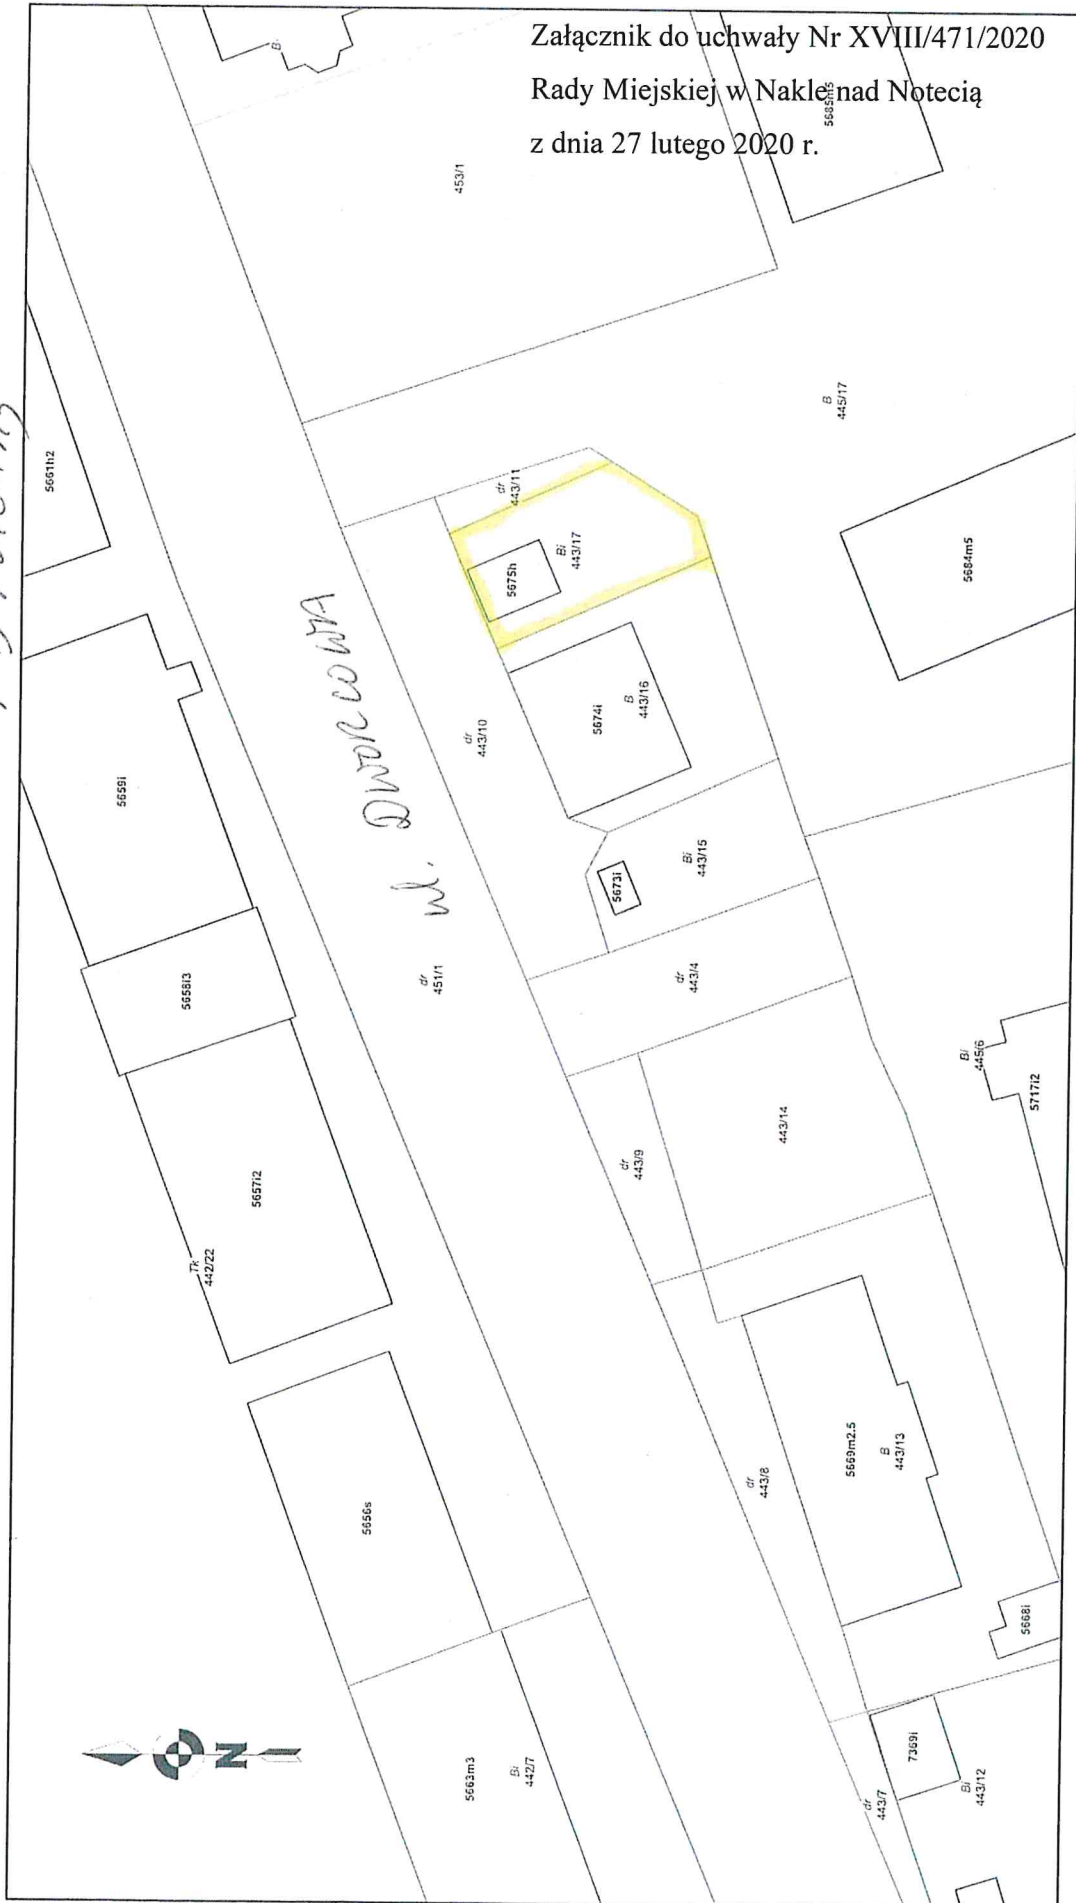 Załącznik do uchwały Nr XVIII/471/2020
Rady Miejskiej w Nakle nad Notecią
z dnia 27 lutego 2020 r.
5685m5
B
453/1
5661h2
B
445/17
dr
443/11
Bi
443/17
5675h
5684m5
ul. Dworcowa
5659i
dr
443/10
5674i
B
443/16
Bi
443/15
5673i
5658i3
dr
451/1
dr
443/4
Bi
445/6
5717i2
443/14
dr
443/9
5657i2
Tk
442/22
5669m2.5
B
443/13
dr
443/8
5656s
5668i
N
5663m3
Bi
442/7
7369i
dr
443/7
Bi
443/12